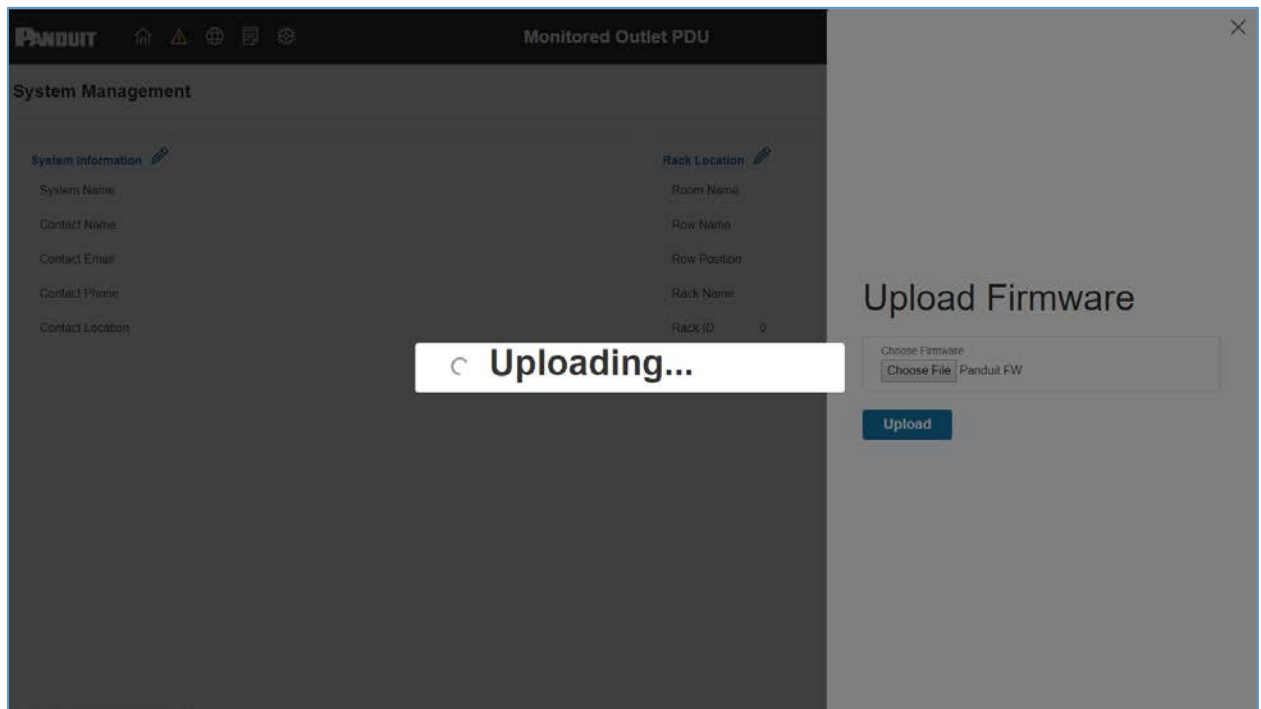 PANDUIT
Monitored Outlet PDU
System Management
System Information
System Name
Contact Name
Contact Email
Contact Phone
Contact Location
Rack Location
Room Name
Row Name
Row Position
Rack Name
Rack ID 0
Uploading...
Upload Firmware
Choose Firmware
Choose File Panduit FW
Upload